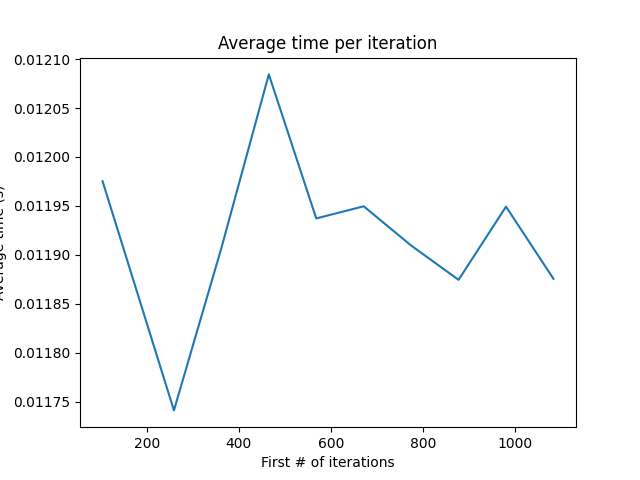 Average time per iteration
0.01210
0.01205
0.01200
0.01195
0.01190
0.01185
0.01180
0.01175
Average time (s)
200 400 600 800 1000
First # of iterations